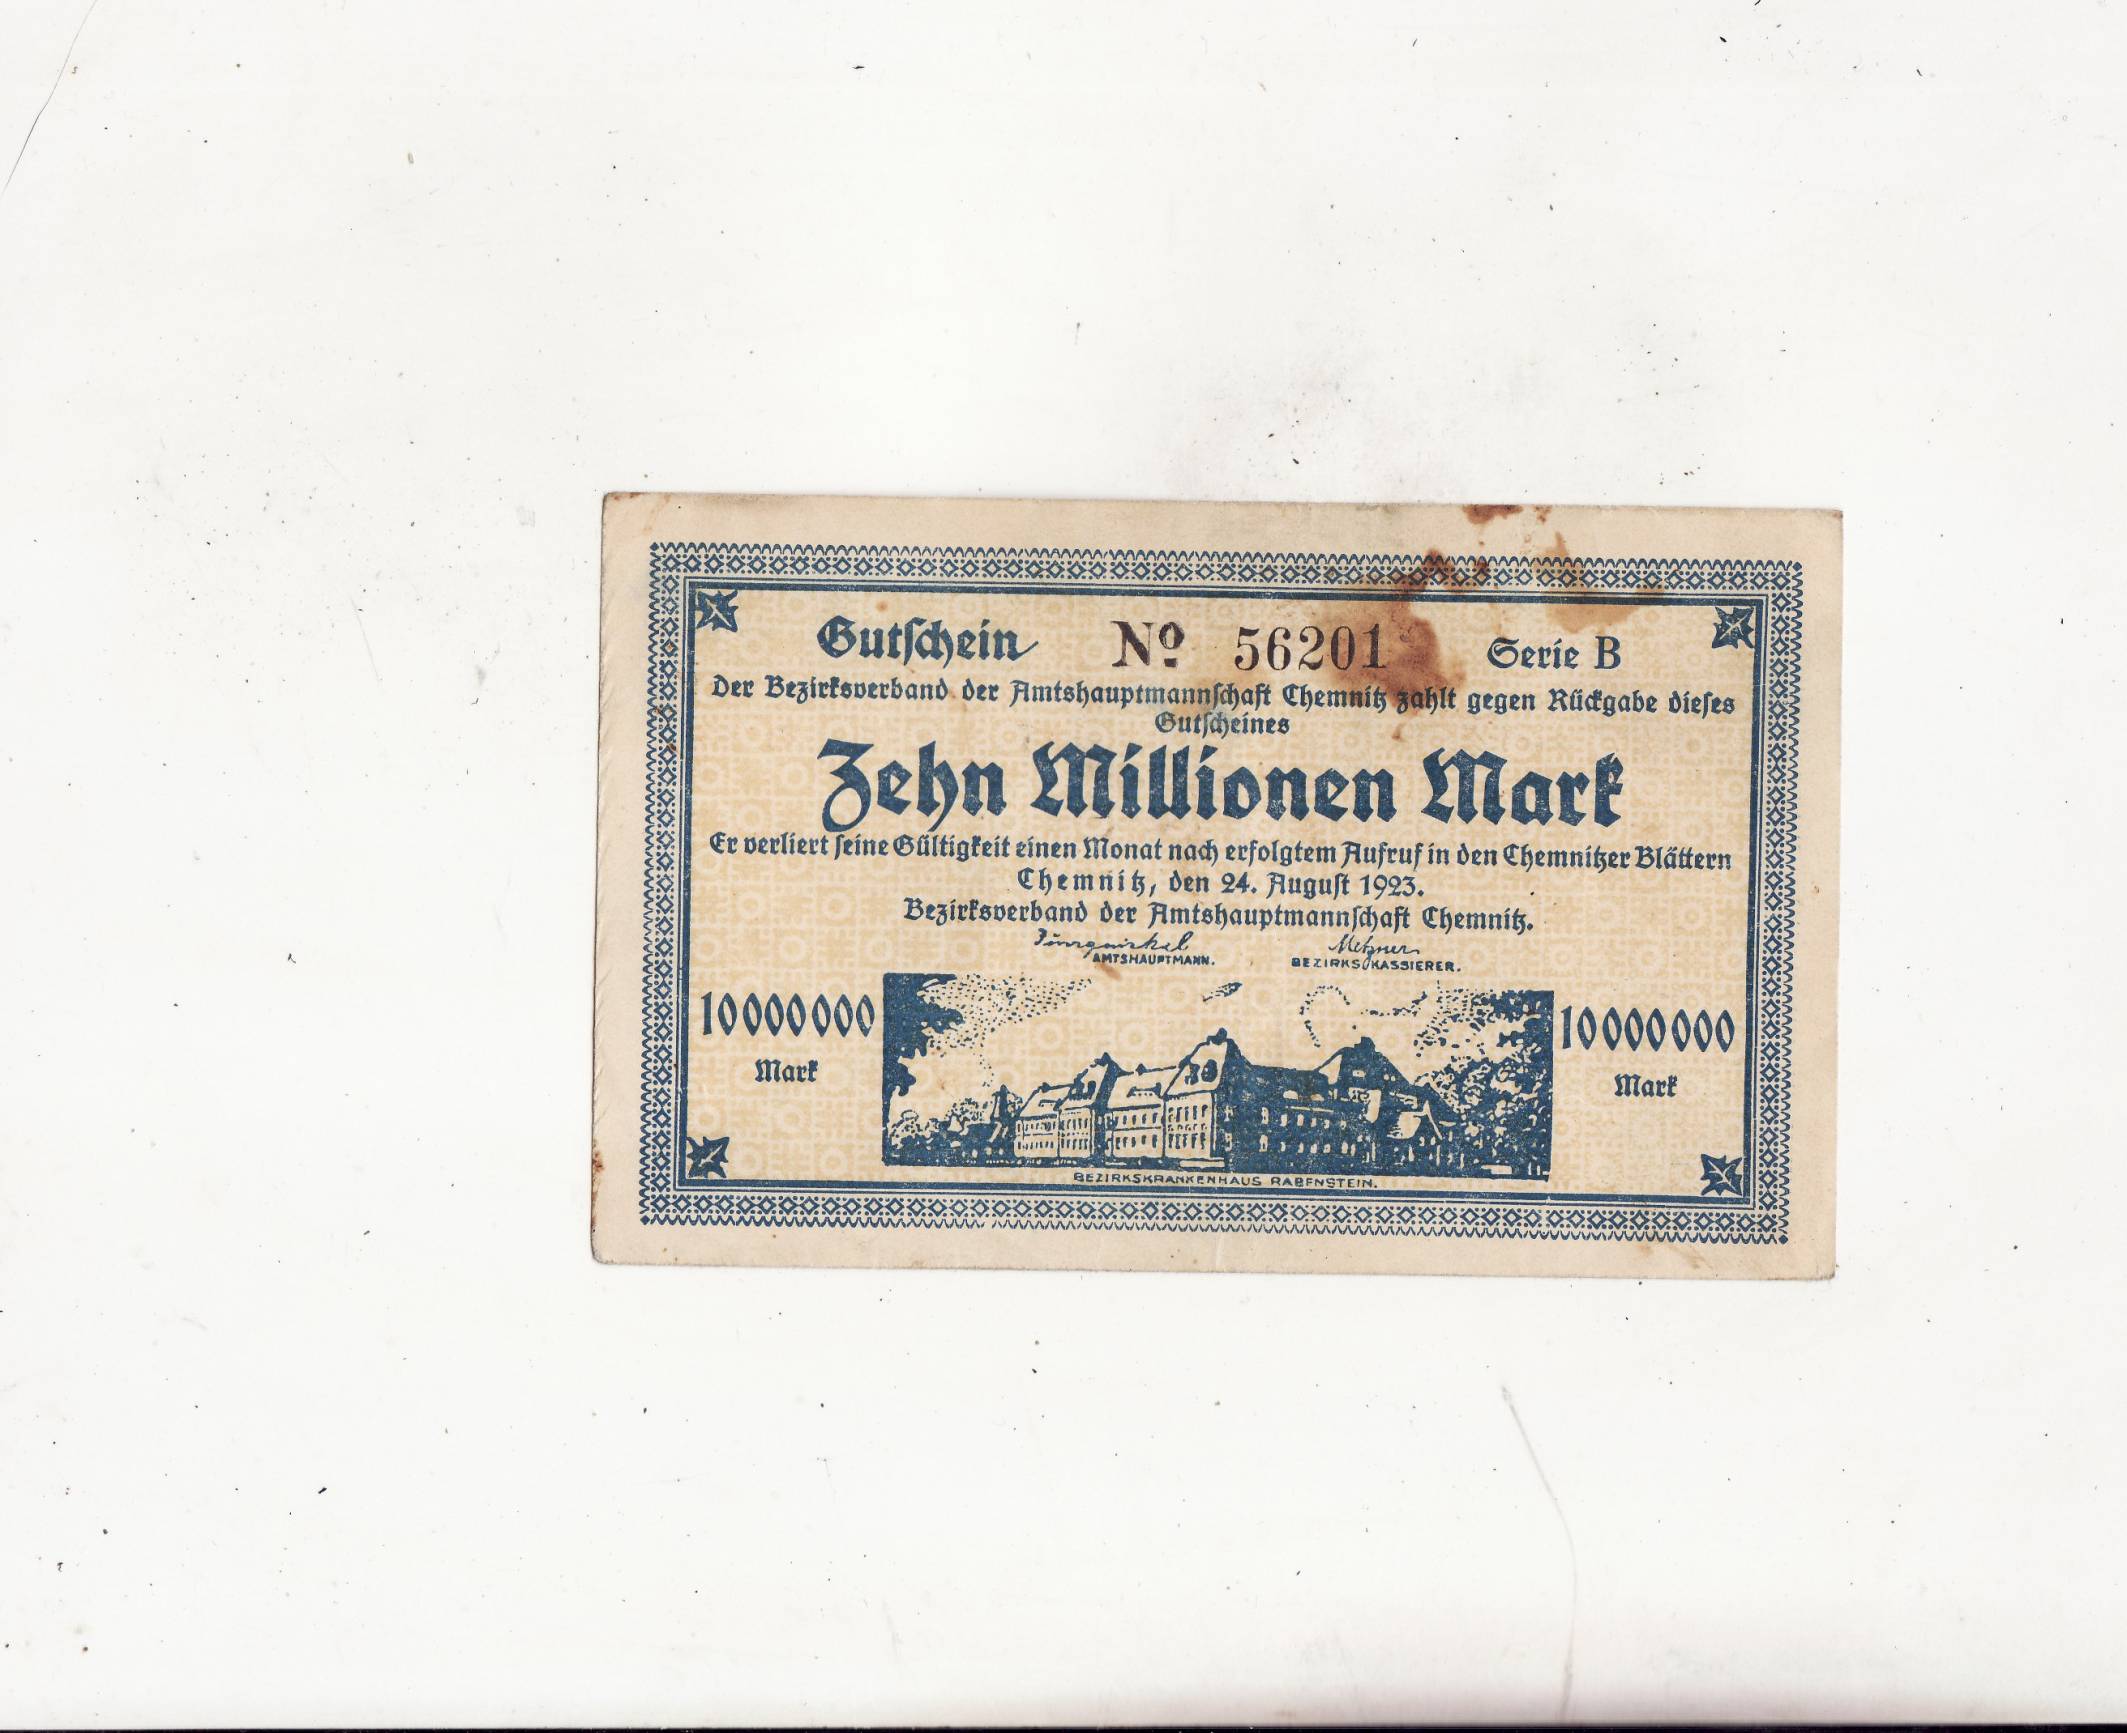 Gutschein № 56201 Serie B
Der Bezirksverband der Amtshauptmannschaft Chemnitz zahlt gegen Rückgabe dieses
Gutscheines
Zehn Millionen Mark
Er verliert seine Gültigkeit einen Monat nach erfolgtem Aufruf in den Chemnitzer Blättern
Chemnitz, den 24. August 1923.
Bezirksverband der Amtshauptmannschaft Chemnitz.
Metzner
AMTSHAUPTMANN. BEZIRKSKASSIERER.
10000000 10000000
Mark Mark
BEZIRKSKRANKENHAUS RABENSTEIN.